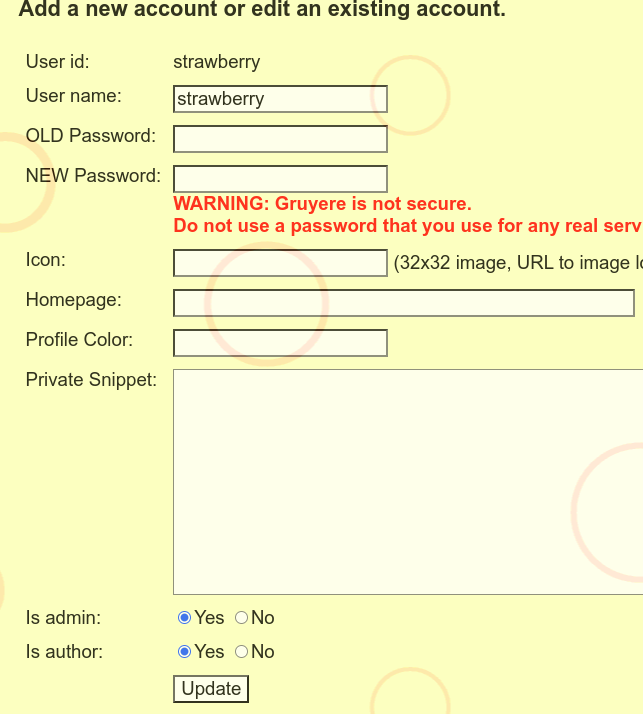 Add a new account or edit an existing account.
User id: strawberry
User name: strawberry
OLD Password:
NEW Password:
WARNING: Gruyere is not secure.
Do not use a password that you use for any real serv
Icon: (32x32 image, URL to image lo
Homepage:
Profile Color:
Private Snippet:
Is admin: Yes No
Is author: Yes No
Update